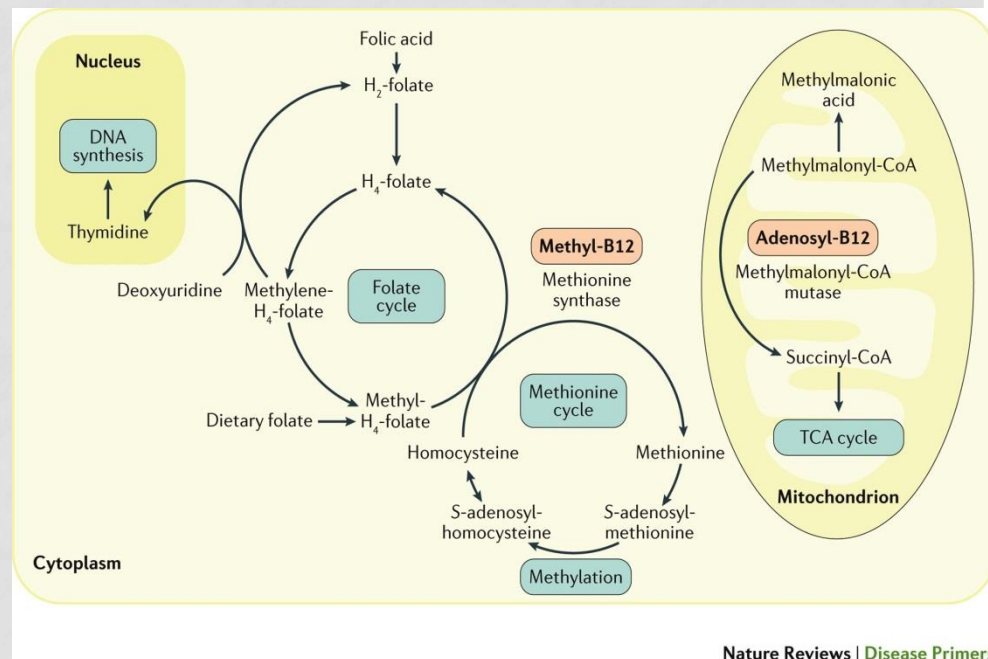 Nucleus
DNA
synthesis
Thymidine
Deoxyuridine
Folic acid
H₂-folate
H₄-folate
Methylene-
H₄-folate
Folate
cycle
Dietary folate
Methyl-
H₄-folate
Methyl-B12
Methionine
synthase
Methionine
cycle
Homocysteine
Methionine
S-adenosyl-
homocysteine
S-adenosyl-
methionine
Methylation
Cytoplasm
Methylmalonic
acid
Methylmalonyl-CoA
Adenosyl-B12
Methylmalonyl-CoA
mutase
Succinyl-CoA
TCA cycle
Mitochondrion
Nature Reviews | Disease Primer